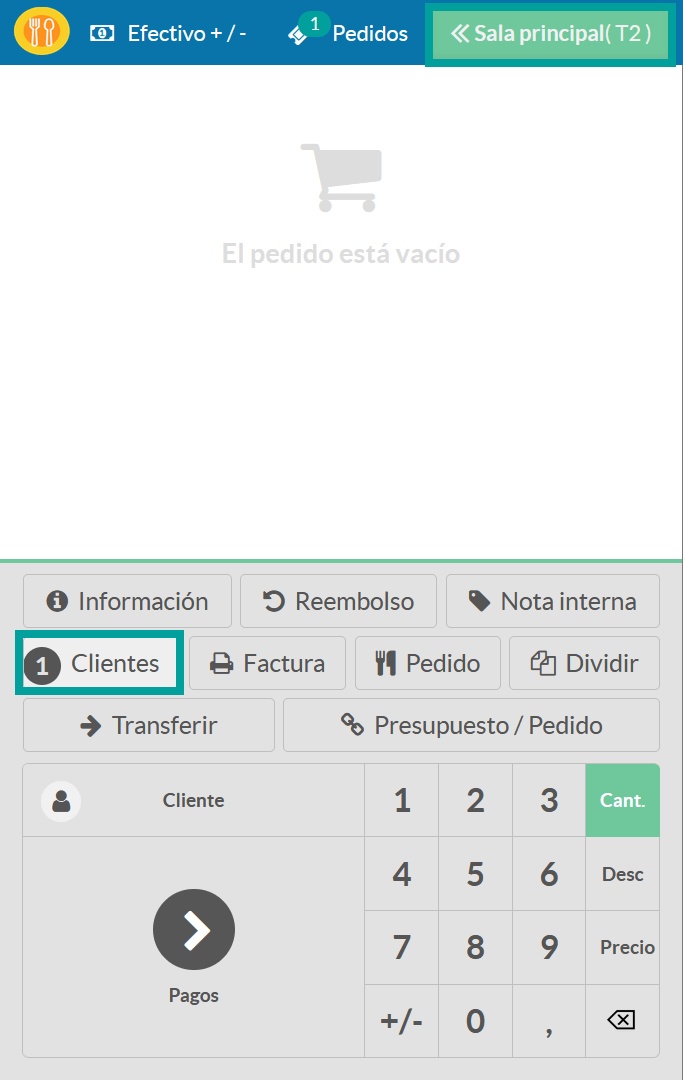 Efectivo + / -
1
Pedidos
Sala principal( T2 )
El pedido está vacío
Información
Reembolso
Nota interna
1 Clientes
Factura
Pedido
Dividir
Transferir
Presupuesto / Pedido
Cliente
1 2 3 Cant.
4 5 6 Desc
7 8 9 Precio
Pagos
+/- 0 ,